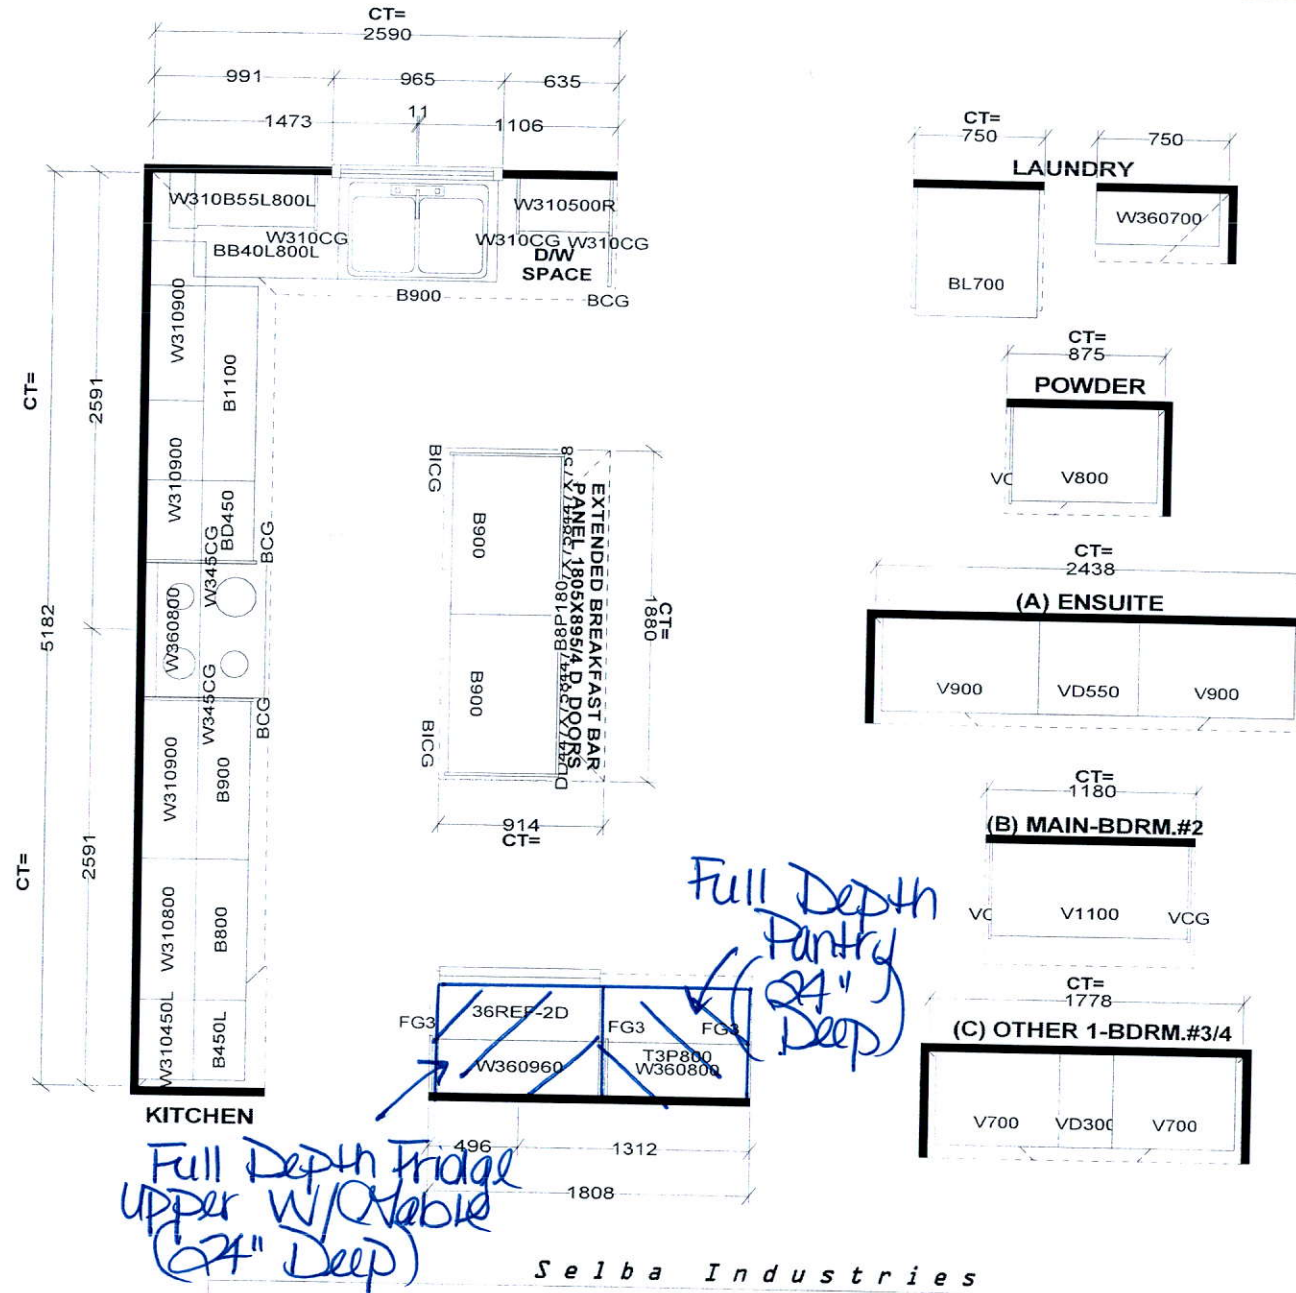 CT=
2590
991
965
635
1473
11
1106
CT=
750
750
LAUNDRY
W310B55L800L
W310500R
W360700
W310CG
W310CG
W310CG
BB40L800L
D/W
SPACE
B900
BCG
BL700
CT=
875
POWDER
V800
CT=
2438
(A) ENSUITE
V900
VD550
V900
CT=
1180
(B) MAIN-BDRM.#2
V1100
VCG
CT=
1778
(C) OTHER 1-BDRM.#3/4
V700
VD300
V700
CT=
2591
5182
CT=
2591
W310900
B1100
W310900
BD450
W345CG
BCG
W360800
W345CG
BCG
W310900
B900
W310800
B800
W310450L
B450L
KITCHEN
BICG
B900
B900
BICG
EXTENDED BREAKFAST BAR
PANEL 1805X895/4 D. DOORS
CT=
1880
914
CT=
Full Depth
Pantry
(24"
Deep)
FG3
36REF-2D
FG3
FG3
W360960
T3P800
W360800
496
1312
1808
Full Depth Fridge
upper W/Gable
(24" Deep)
Selba Industries